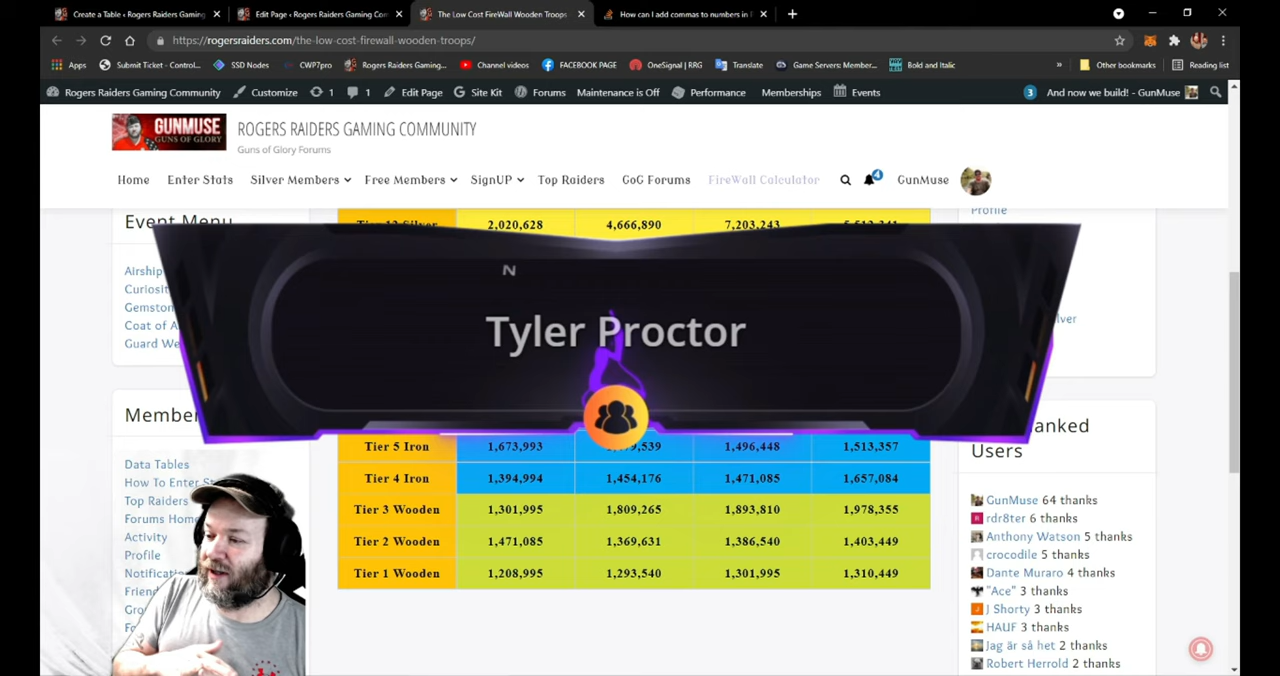 Create a Table ‹ Rogers Raiders Gaming
Edit Page ‹ Rogers Raiders Gaming Con
The Low Cost FireWall Wooden Troops
How can I add commas to numbers in
https://rogersraiders.com/the-low-cost-firewall-wooden-troops/
Apps
Submit Ticket - Control...
SSD Nodes
CWP7pro
Rogers Raiders Gaming...
Channel videos
FACEBOOK PAGE
OneSignal | RRG
Translate
Game Servers: Member...
Bold and Italic
»
Other bookmarks
Reading list
Rogers Raiders Gaming Community
Customize
1
1
Edit Page
Site Kit
Forums
Maintenance is Off
Performance
Memberships
Events
3
And now we build! - GunMuse
GUNMUSE
GUNS OF GLORY
ROGERS RAIDERS GAMING COMMUNITY
Guns of Glory Forums
Home
Enter Stats
Silver Members
Free Members
SignUP
Top Raiders
GoG Forums
FireWall Calculator
4
GunMuse
Event Menu
Airship
Curiosit
Gemston
Coat of A
Guard We
2,020,628 4,666,890 7,203,243
N
Tyler Proctor
Tier 5 Iron 1,673,993 539 1,496,448 1,513,357
Tier 4 Iron 1,394,994 1,454,176 1,471,085 1,657,084
Tier 3 Wooden 1,301,995 1,809,265 1,893,810 1,978,355
Tier 2 Wooden 1,471,085 1,369,631 1,386,540 1,403,449
Tier 1 Wooden 1,208,995 1,293,540 1,301,995 1,310,449
Member
Data Tables
How To Enter St
Top Raiders
Forums Hom
Activity
Profile
Notificatio
Frien
Gro
Fo
Profile
lver
anked
Users
GunMuse 64 thanks
rdr8ter 6 thanks
Anthony Watson 5 thanks
crocodile 5 thanks
Dante Muraro 4 thanks
"Ace" 3 thanks
J Shorty 3 thanks
HAUF 3 thanks
Jag är så het 2 thanks
Robert Herrold 2 thanks